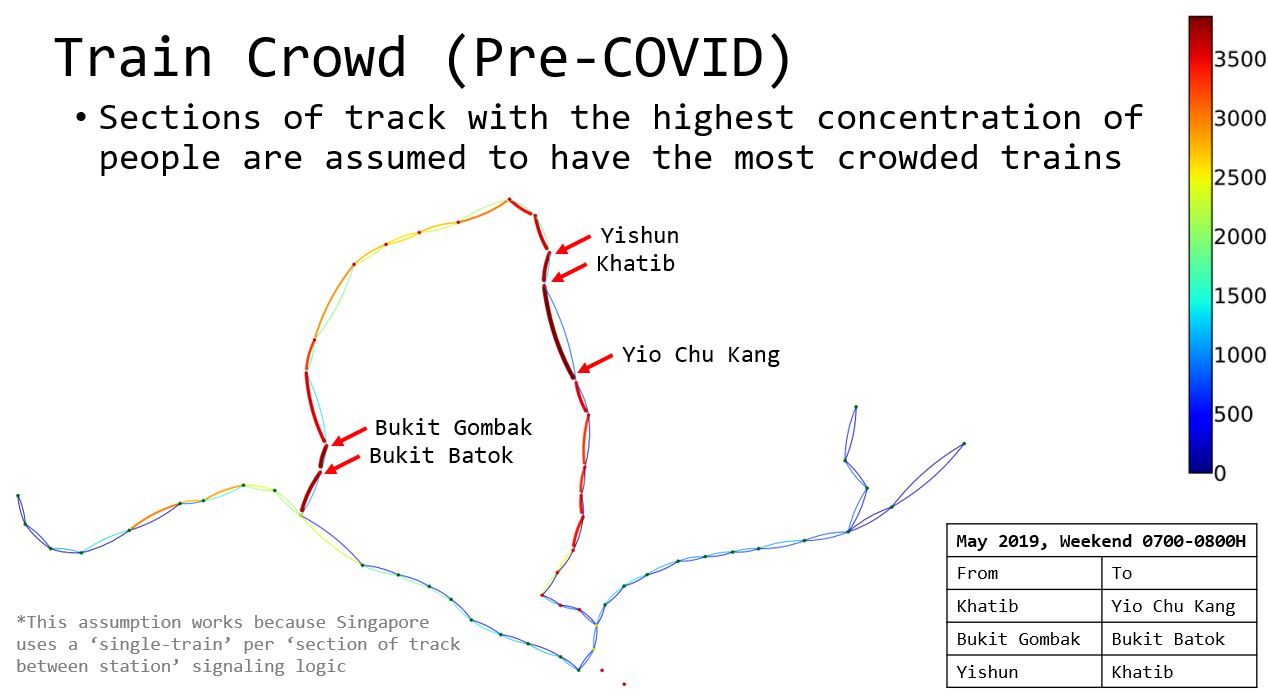 Train Crowd (Pre-COVID)
• Sections of track with the highest concentration of
people are assumed to have the most crowded trains
3500
3000
2500
2000
1500
1000
500
0
Yishun
Khatib
Yio Chu Kang
Bukit Gombak
Bukit Batok
May 2019, Weekend 0700-0800H
From To
Khatib Yio Chu Kang
Bukit Gombak Bukit Batok
Yishun Khatib
*This assumption works because Singapore
uses a ‘single-train’ per ‘section of track
between station’ signaling logic